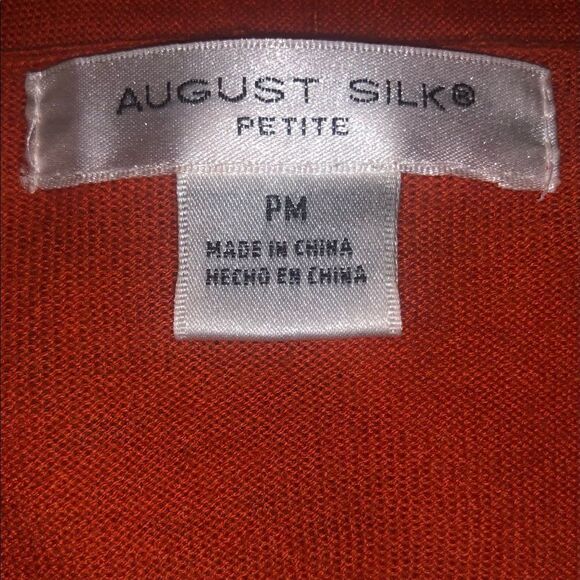 AUGUST SILK®
PETITE
PM
MADE IN CHINA
HECHO EN CHINA